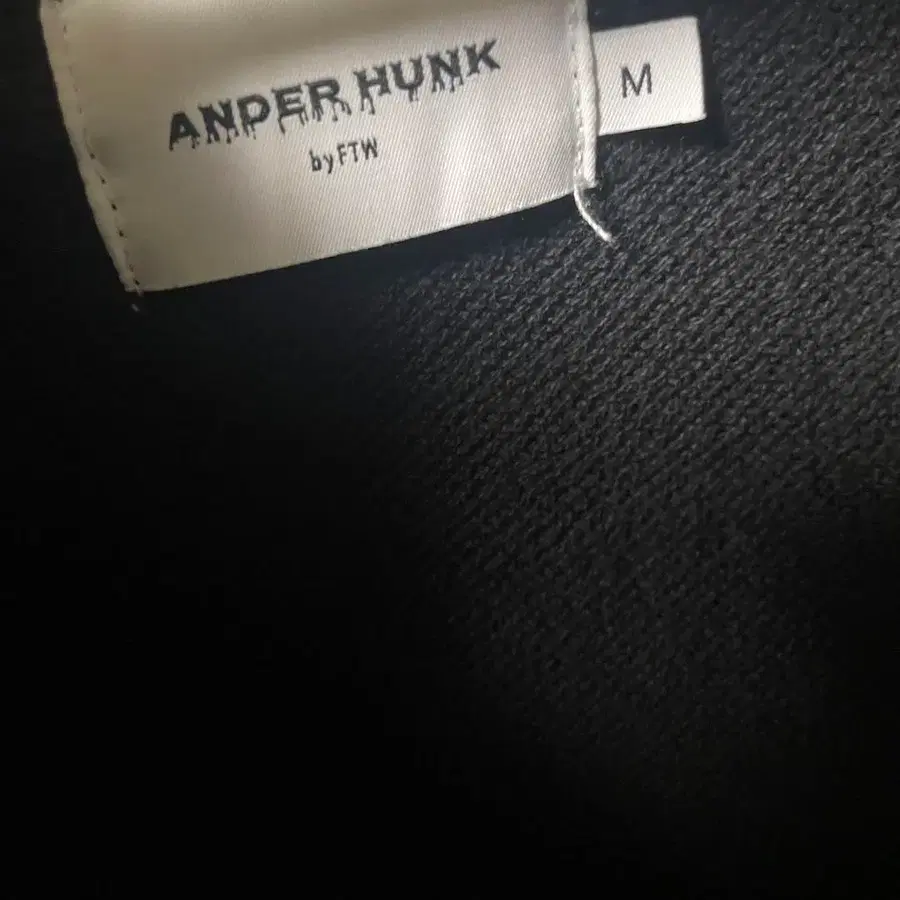 ANDER HUNK
by FTW
M